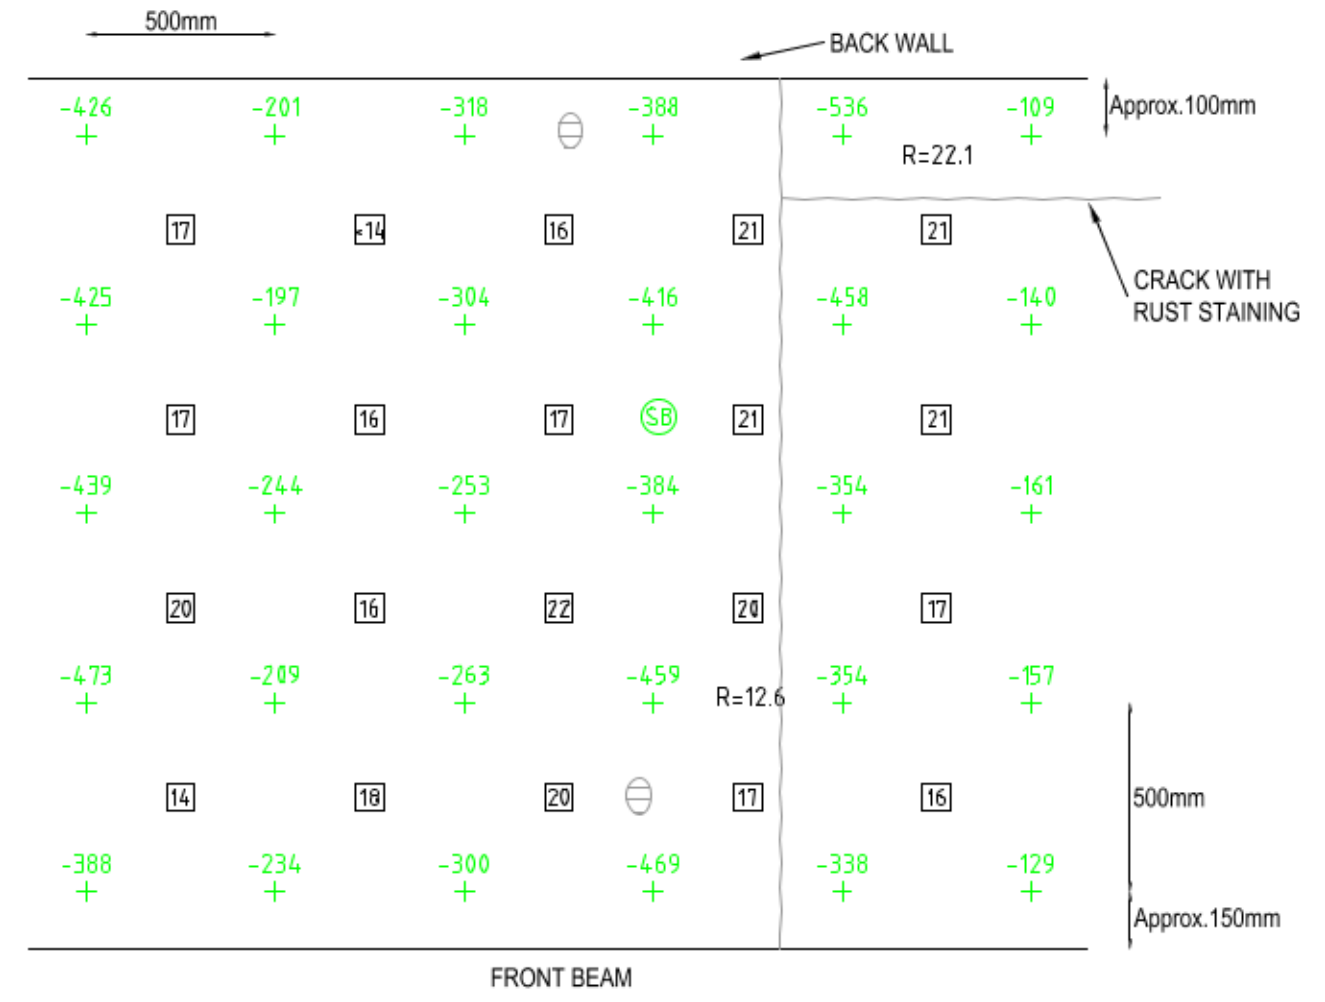 500mm
BACK WALL
-426 -201 -318 -388 -536 -109
Approx.100mm
R=22.1
17 <14 16 21 21
CRACK WITH
RUST STAINING
-425 -197 -304 -416 -458 -140
17 16 17 SB 21 21
-439 -244 -253 -384 -354 -161
20 16 22 20 17
-473 -209 -263 -459 -354 -157
R=12.6
14 18 20 17 16
500mm
-388 -234 -300 -469 -338 -129
Approx.150mm
FRONT BEAM